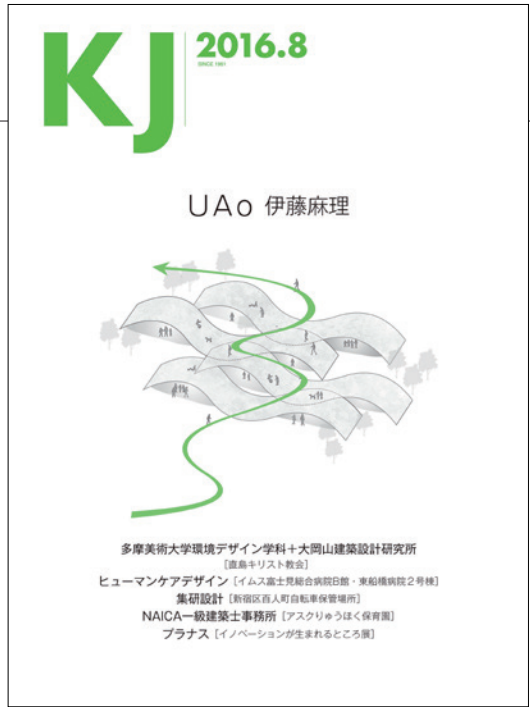 KJ
2016.8
SINCE 1981
UAo 伊藤麻理
多摩美術大学環境デザイン学科＋大岡山建築設計研究所
［直島キリスト教会］
ヒューマンケアデザイン［イムス富士見総合病院B館・東船橋病院２号棟］
集研設計［新宿区百人町自転車保管場所］
NAICA一級建築士事務所［アスクりゅうほく保育園］
プラナス［イノベーションが生まれるところ展］